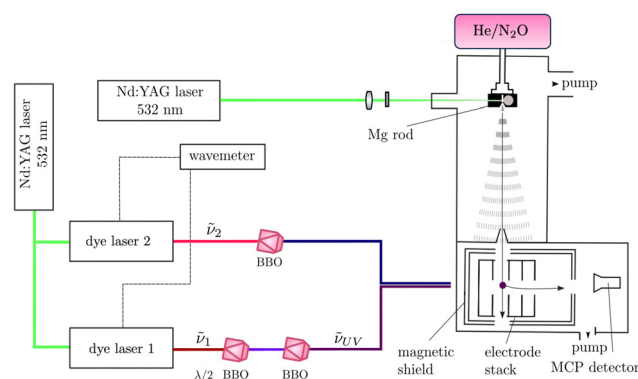 He/N₂O
Nd:YAG laser
532 nm
pump
Mg rod
Nd:YAG laser
532 nm
wavemeter
dye laser 2
ν̃₂
BBO
dye laser 1
ν̃₁
ν̃_UV
λ/2
BBO
BBO
magnetic
shield
electrode
stack
pump
MCP detector